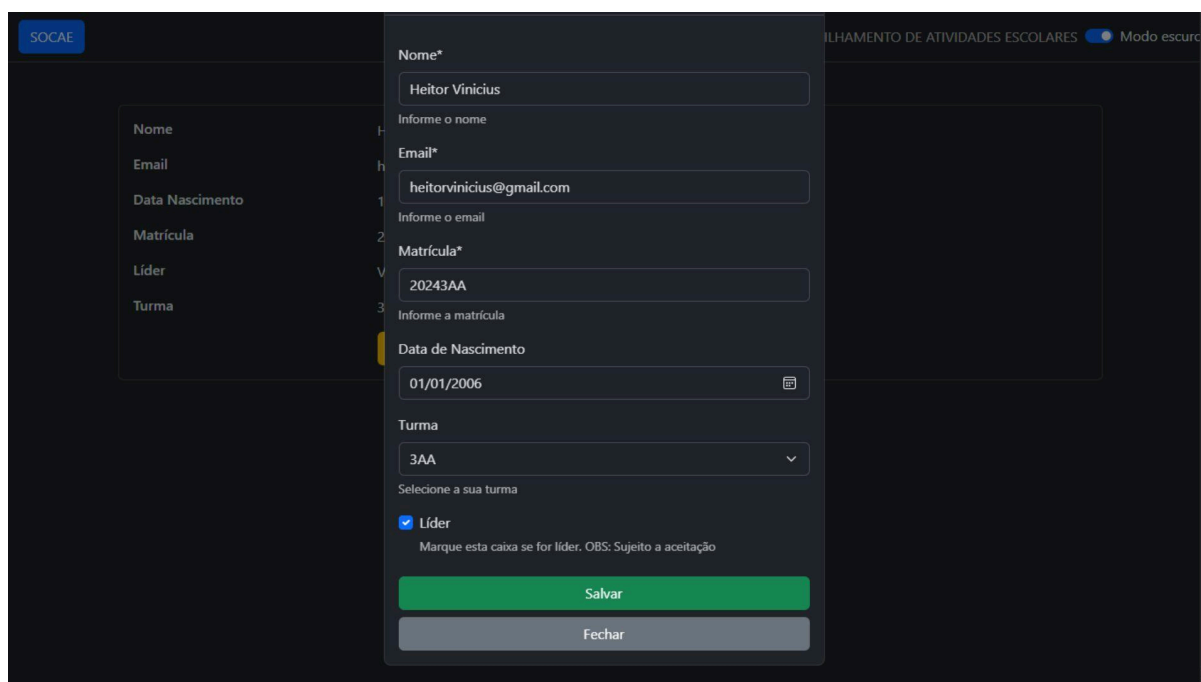 SOCAE
ILHAMENTO DE ATIVIDADES ESCOLARES Modo escuro
Nome
Email
Data Nascimento
Matrícula
Líder
Turma
Nome*
Heitor Vinicius
Informe o nome
Email*
heitorvinicius@gmail.com
Informe o email
Matrícula*
20243AA
Informe a matrícula
Data de Nascimento
01/01/2006
Turma
3AA
Selecione a sua turma
Líder
Marque esta caixa se for líder. OBS: Sujeito a aceitação
Salvar
Fechar